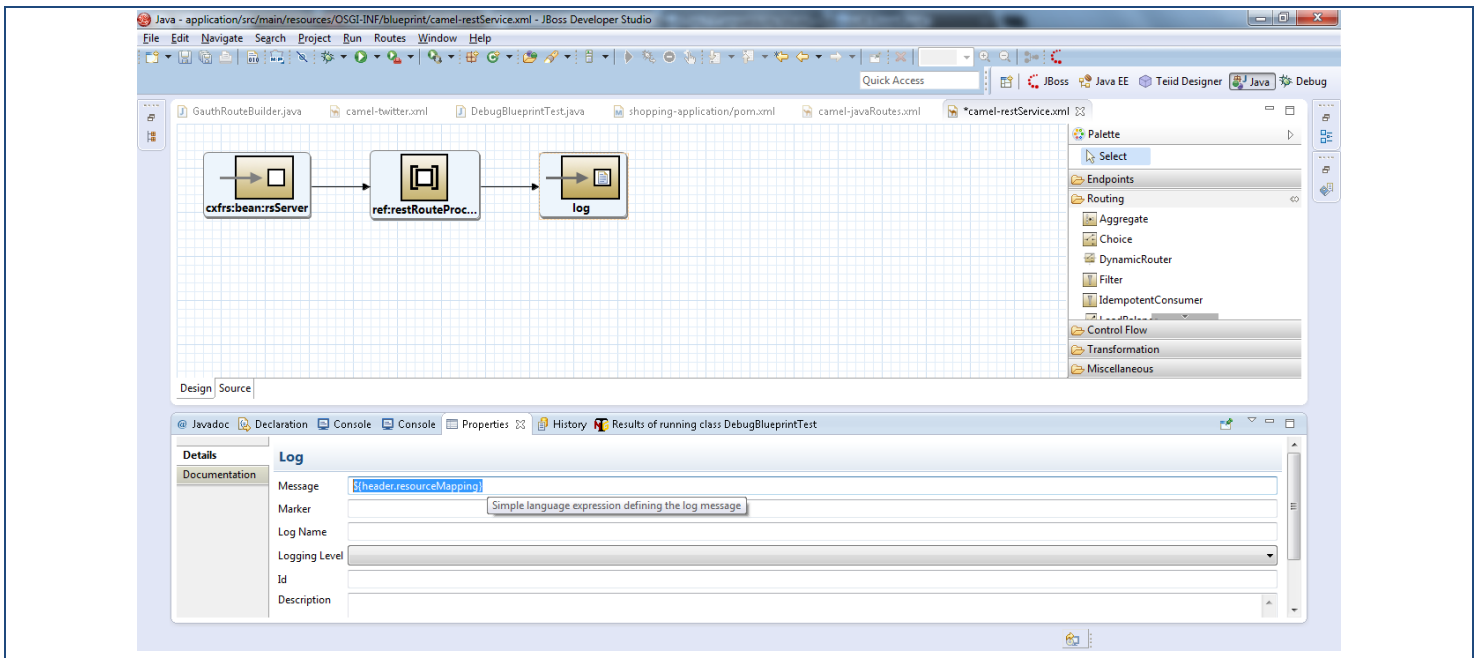 Java - application/src/main/resources/OSGI-INF/blueprint/camel-restService.xml - JBoss Developer Studio
File Edit Navigate Search Project Run Routes Window Help
Quick Access
JBoss Java EE Teiid Designer Java Debug
GauthRouteBuilder.java camel-twitter.xml DebugBlueprintTest.java shopping-application/pom.xml camel-javaRoutes.xml *camel-restService.xml
Palette
Select
Endpoints
Routing
Aggregate
Choice
DynamicRouter
Filter
IdempotentConsumer
Control Flow
Transformation
Miscellaneous
cxfrs:bean:rsServer
ref:restRouteProc...
log
Design Source
@ Javadoc Declaration Console Console Properties History Results of running class DebugBlueprintTest
Details
Documentation
Log
Message ${header.resourceMapping}
Simple language expression defining the log message
Marker
Log Name
Logging Level
Id
Description